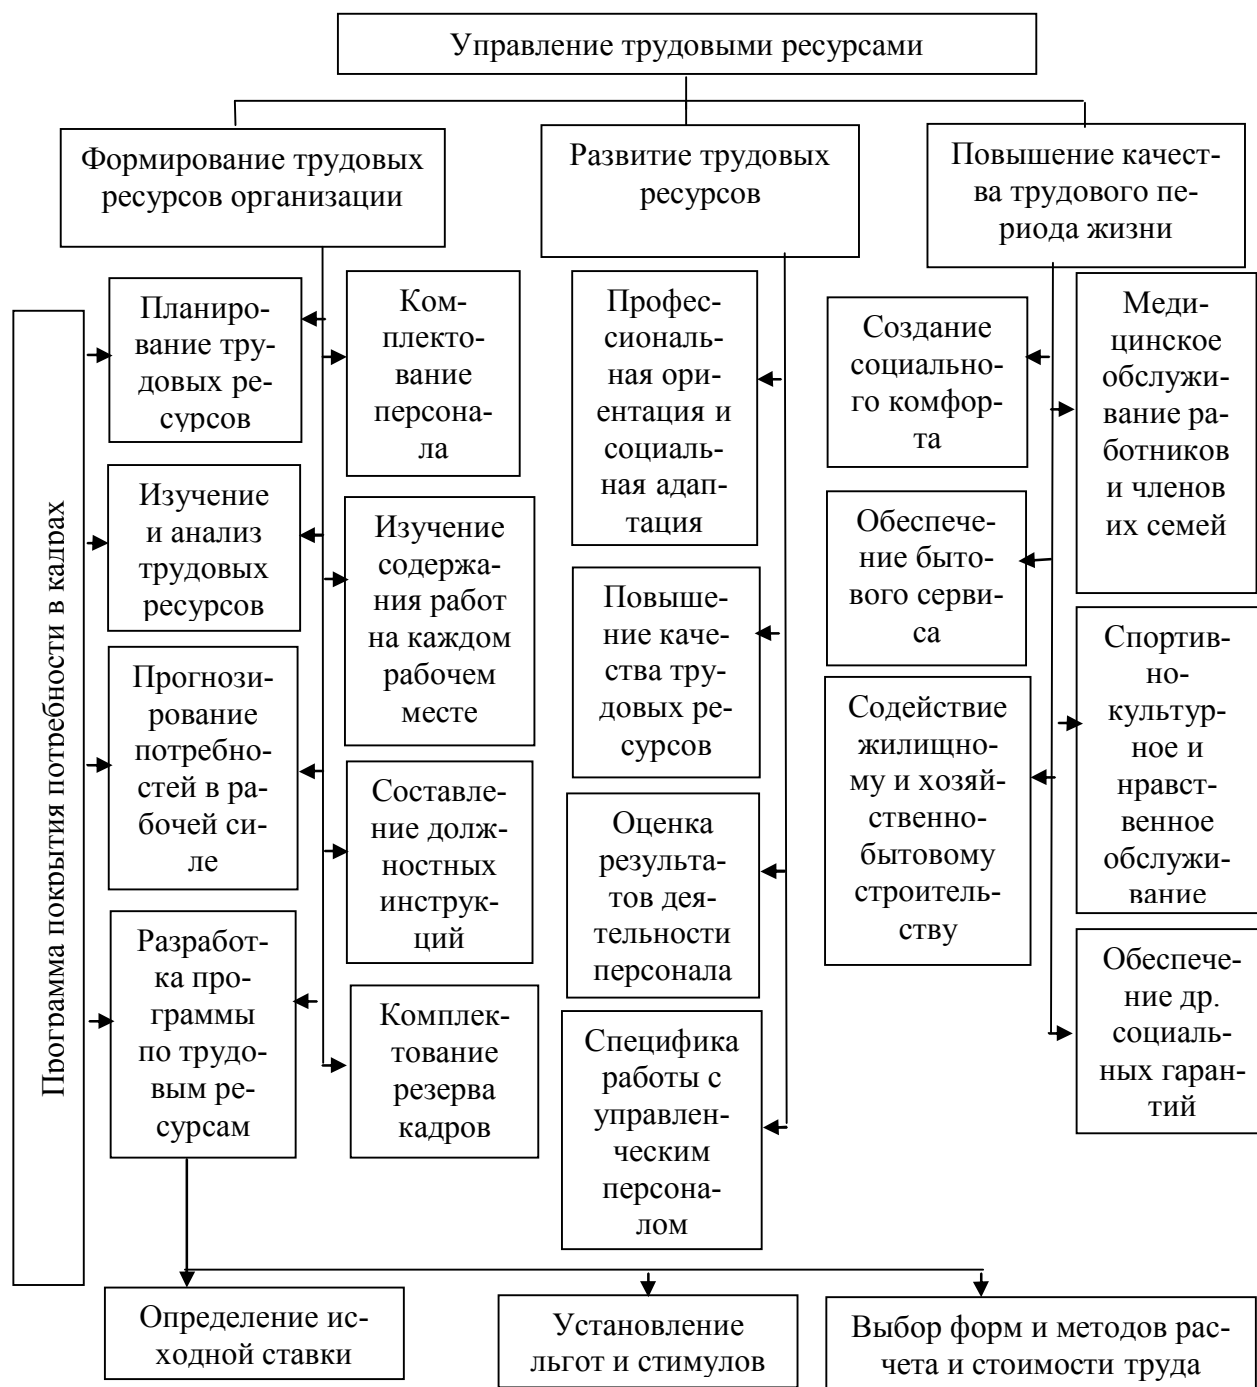 Управление трудовыми ресурсами
Формирование трудовых
ресурсов организации
Развитие трудовых
ресурсов
Повышение качест-
ва трудового пе-
риода жизни
Программа покрытия потребности в кадрах
Планиро-
вание тру-
довых ре-
сурсов
Изучение
и анализ
трудовых
ресурсов
Прогнози-
рование
потребно-
стей в ра-
бочей си-
ле
Разработ-
ка про-
граммы
по трудо-
вым ре-
сурсам
Ком-
плекто-
вание
персона-
ла
Изучение
содержа-
ния работ
на каждом
рабочем
месте
Составле-
ние долж-
ностных
инструк-
ций
Комплек-
тование
резерва
кадров
Профес-
сиональ-
ная ори-
ентация и
социаль-
ная адап-
тация
Повыше-
ние каче-
ства тру-
довых ре-
сурсов
Оценка
результа-
тов дея-
тельности
персонала
Специфика
работы с
управлен-
ческим
персона-
лом
Создание
социально-
го комфор-
та
Обеспече-
ние быто-
вого серви-
са
Содействие
жилищно-
му и хозяй-
ственно-
бытовому
строитель-
ству
Меди-
цинское
обслужи-
вание ра-
ботников
и членов
их семей
Спортив-
но-
культур-
ное и
нравст-
венное
обслужи-
вание
Обеспече-
ние др.
социаль-
ных гаран-
тий
Определение ис-
ходной ставки
Установление
льгот и стимулов
Выбор форм и методов рас-
чета и стоимости труда